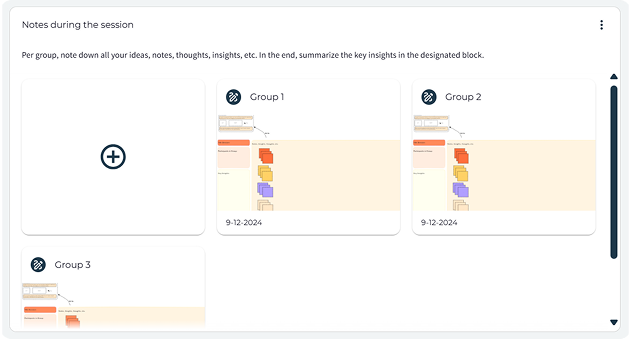 Notes during the session
Per group, note down all your ideas, notes, thoughts, insights, etc. In the end, summarize the key insights in the designated block.
Group 1
Group 2
9-12-2024
9-12-2024
Group 3